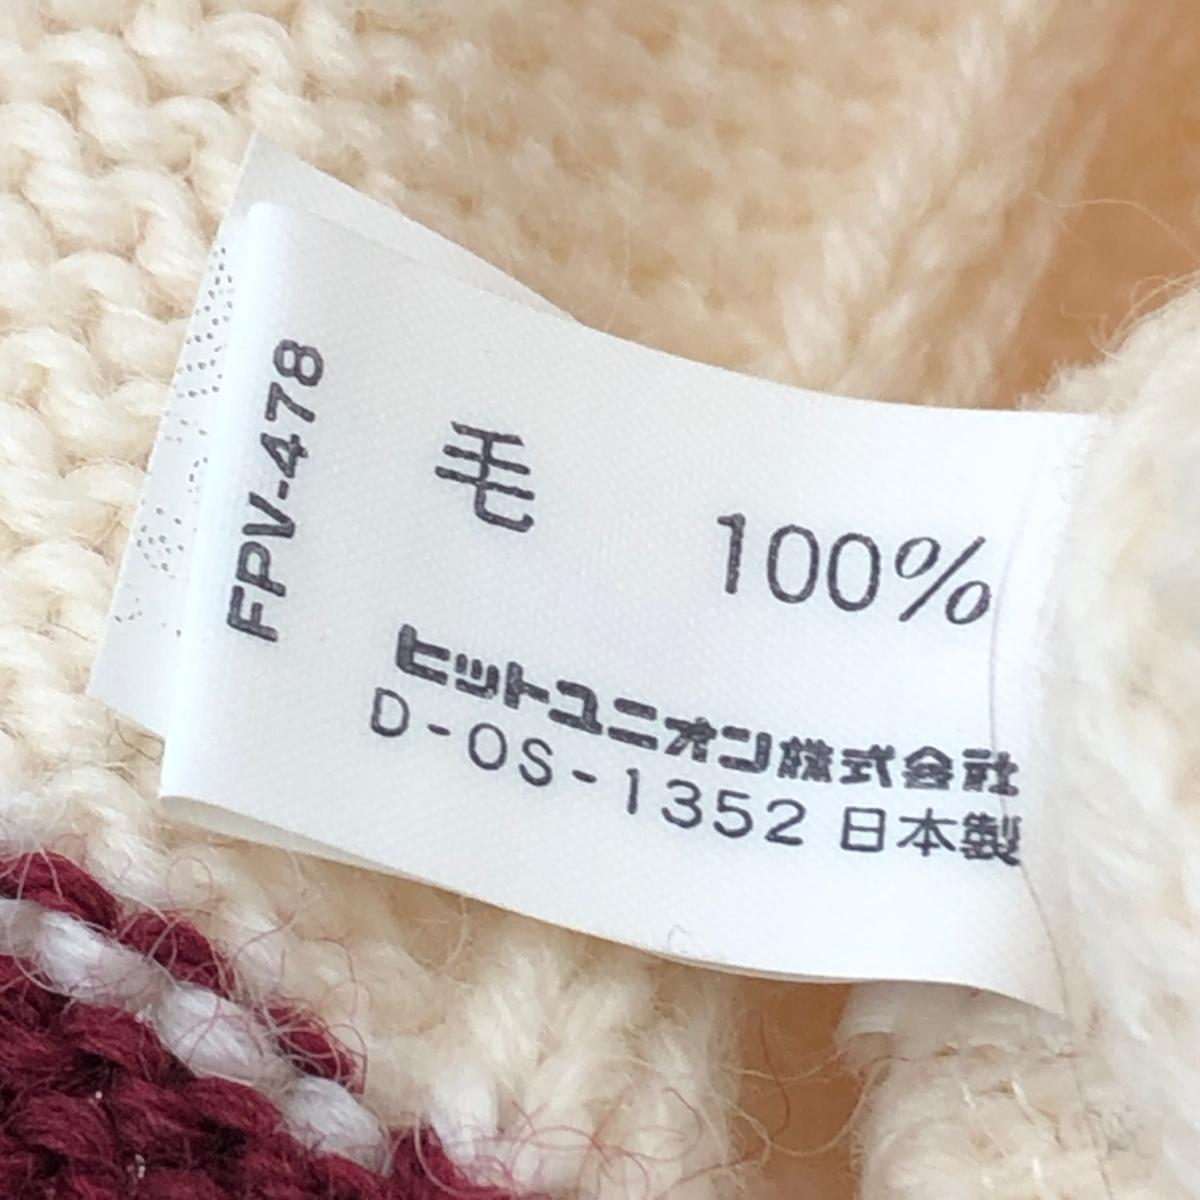 FPV-478
毛 100%
ヒットユニオン株式会社
D-OS-1352 日本製